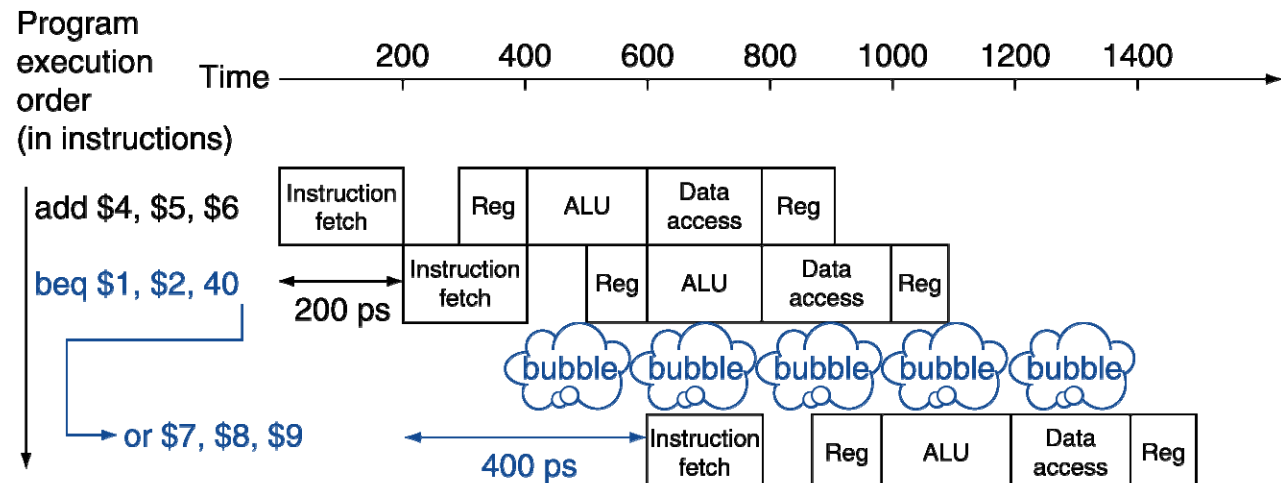 Program
execution
order
(in instructions)
Time
200 400 600 800 1000 1200 1400
add $4, $5, $6
Instruction
fetch
Reg
ALU
Data
access
Reg
beq $1, $2, 40
200 ps
Instruction
fetch
Reg
ALU
Data
access
Reg
bubble bubble bubble bubble bubble
or $7, $8, $9
400 ps
Instruction
fetch
Reg
ALU
Data
access
Reg